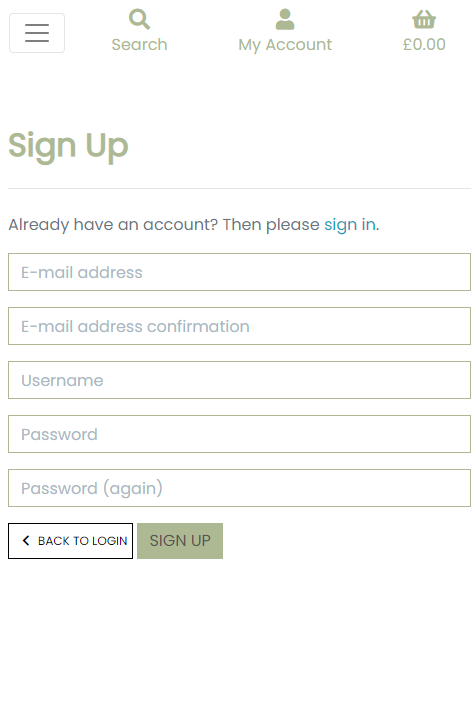 Search
My Account
£0.00
Sign Up
Already have an account? Then please sign in.
E-mail address
E-mail address confirmation
Username
Password
Password (again)
BACK TO LOGIN
SIGN UP